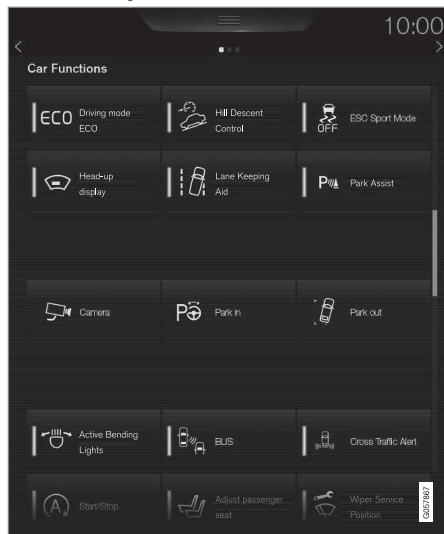 10:00
Car Functions
ECO Driving mode ECO
Hill Descent Control
OFF ESC Sport Mode
Head-up display
Lane Keeping Aid
P Park Assist
Camera
P Park in
Park out
Active Bending Lights
BLIS
Cross Traffic Alert
A Start/Stop
Adjust passenger seat
Wiper Service Position
G057867